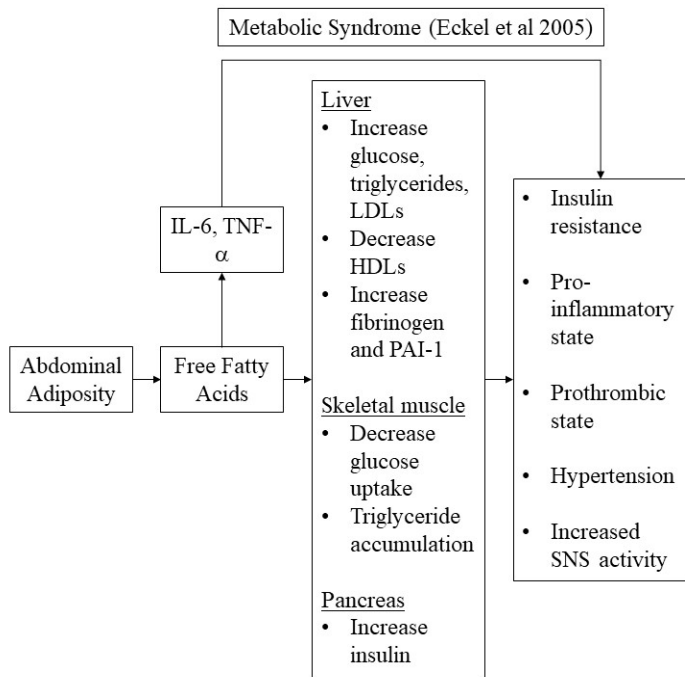 Metabolic Syndrome (Eckel et al 2005)
IL-6, TNF-
α
Abdominal
Adiposity
Free Fatty
Acids
Liver
• Increase
glucose,
triglycerides,
LDLs
• Decrease
HDLs
• Increase
fibrinogen
and PAI-1
Skeletal muscle
• Decrease
glucose
uptake
• Triglyceride
accumulation
Pancreas
• Increase
insulin
• Insulin
resistance
• Pro-
inflammatory
state
• Prothrombic
state
• Hypertension
• Increased
SNS activity